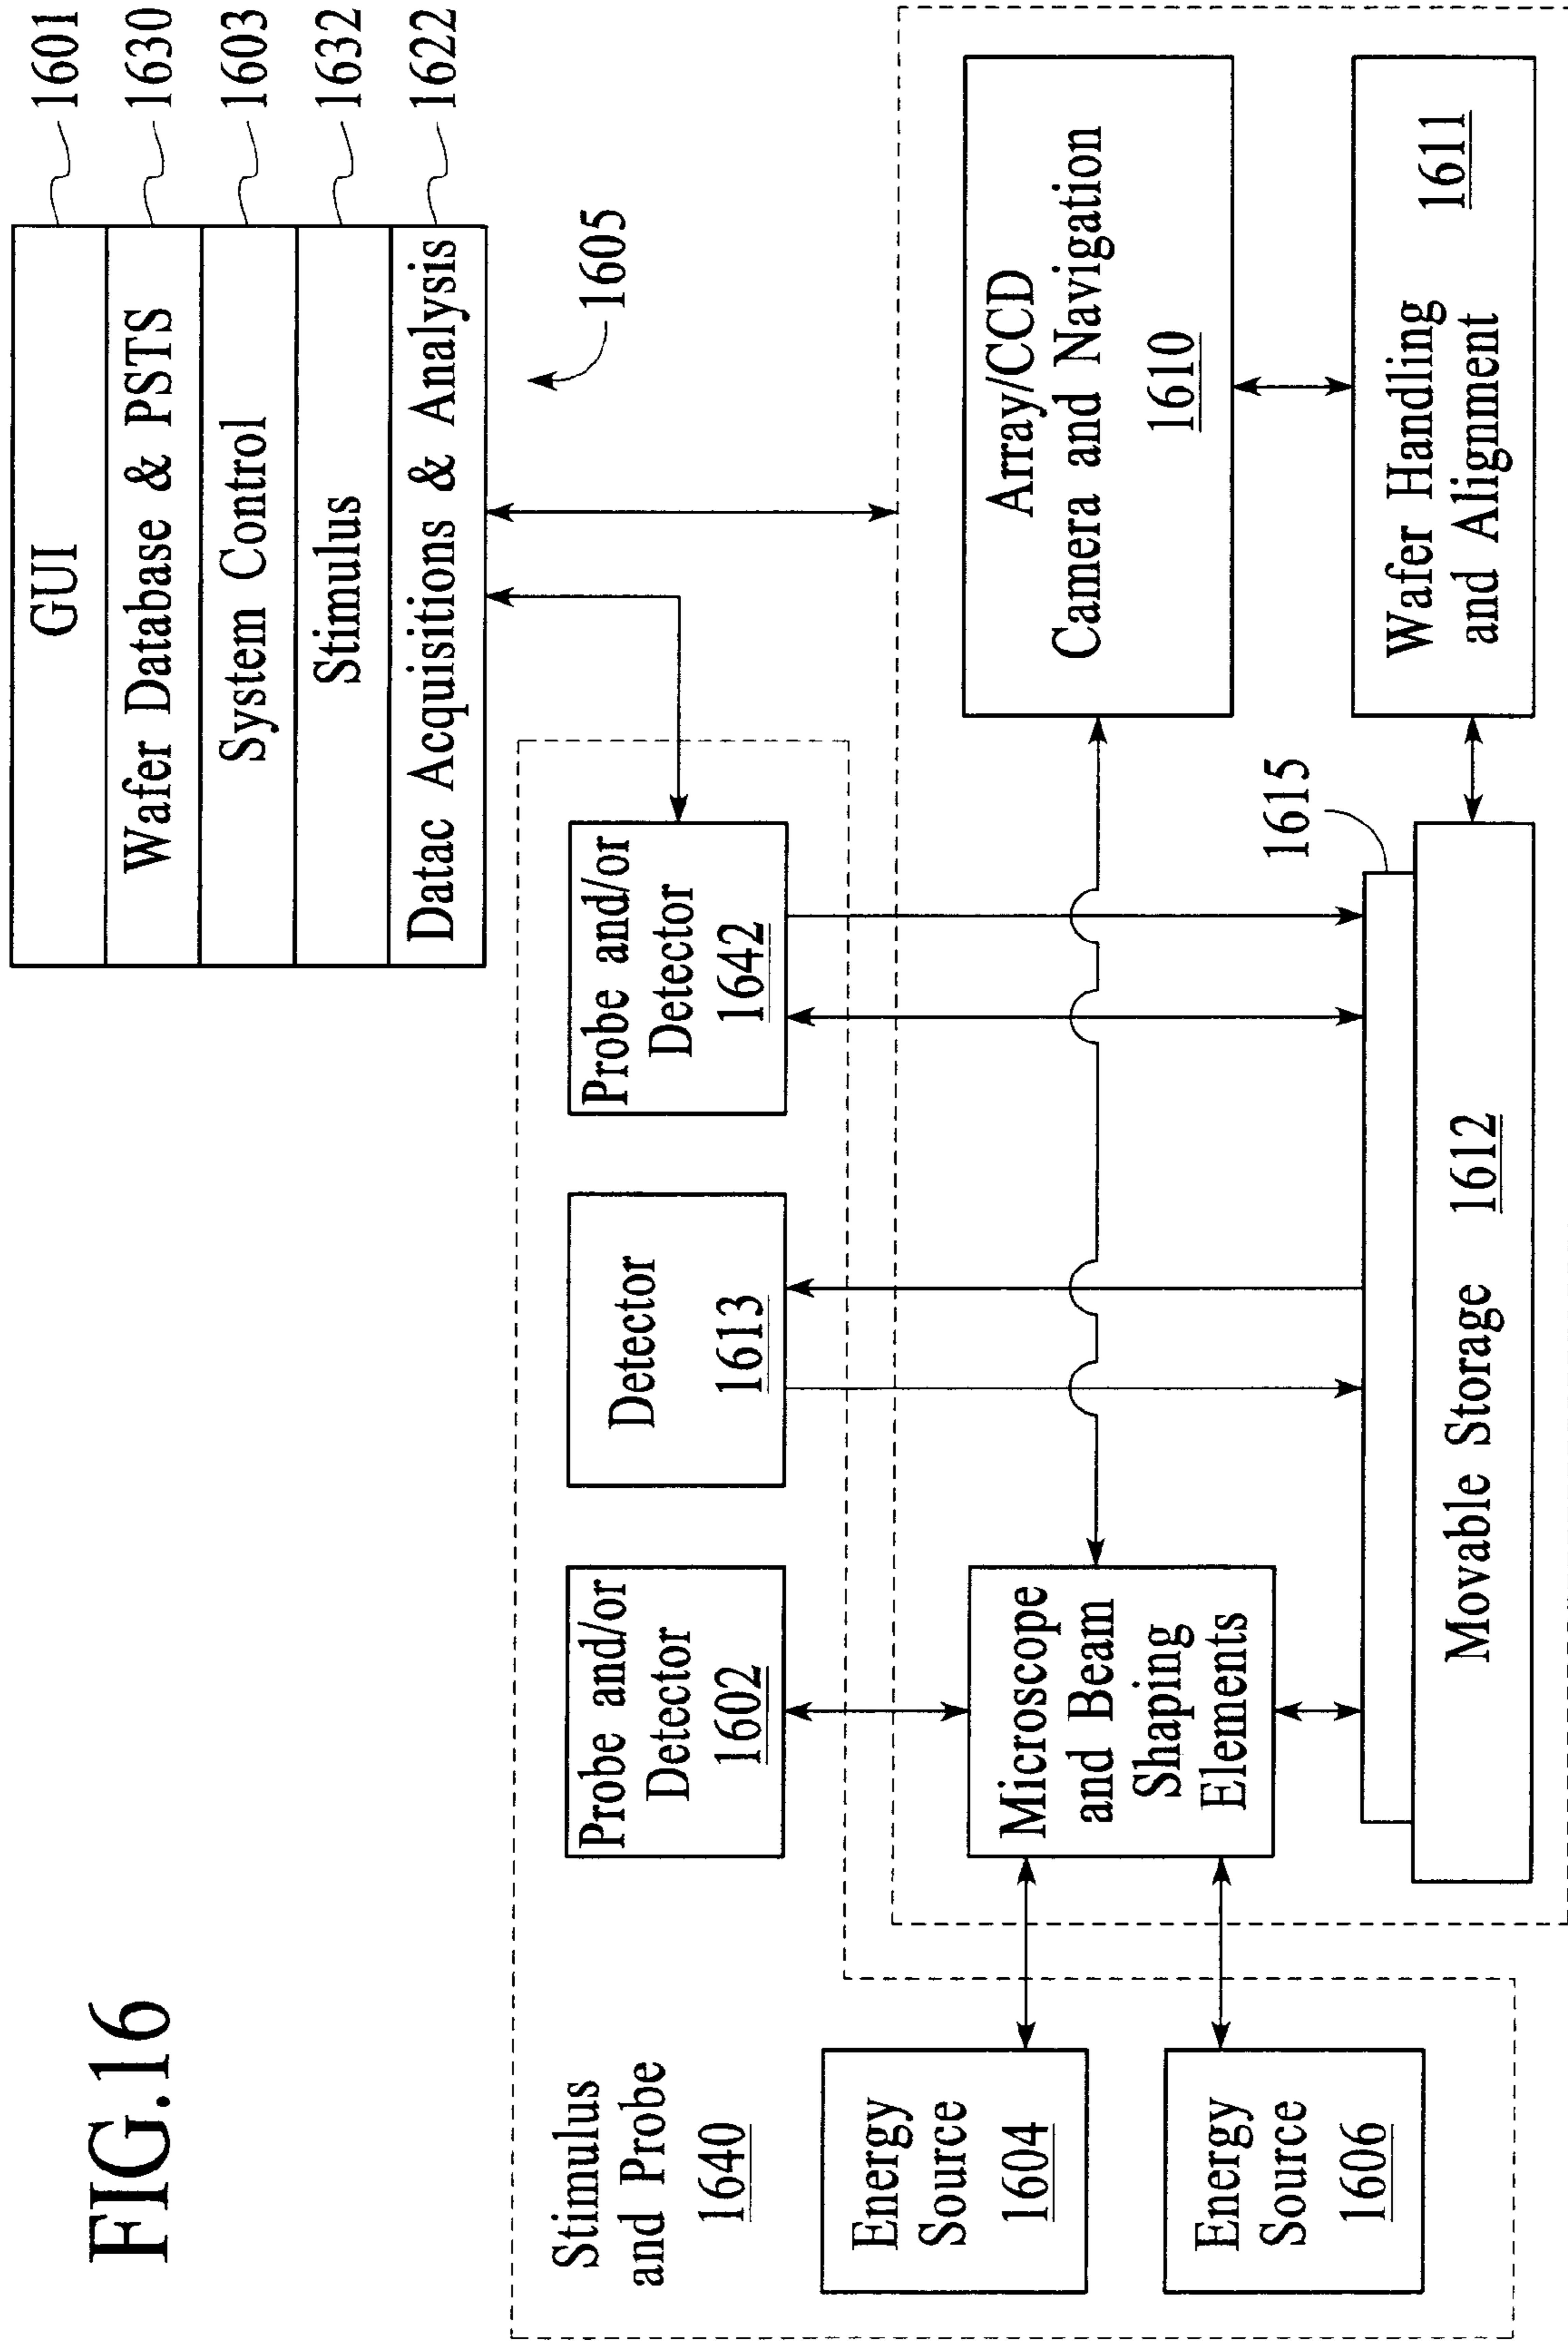 FIG.16
GUI
1601
Wafer Database & PSTS
1630
System Control
1603
Stimulus
1632
Datac Acquisitions & Analysis
1622
1605
Stimulus
and Probe
1640
Probe and/or
Detector
1602
Detector
1613
Probe and/or
Detector
1642
Energy
Source
1604
Energy
Source
1606
Microscope
and Beam
Shaping
Elements
Array/CCD
Camera and Navigation
1610
1615
Movable Storage 1612
Wafer Handling 1611
and Alignment